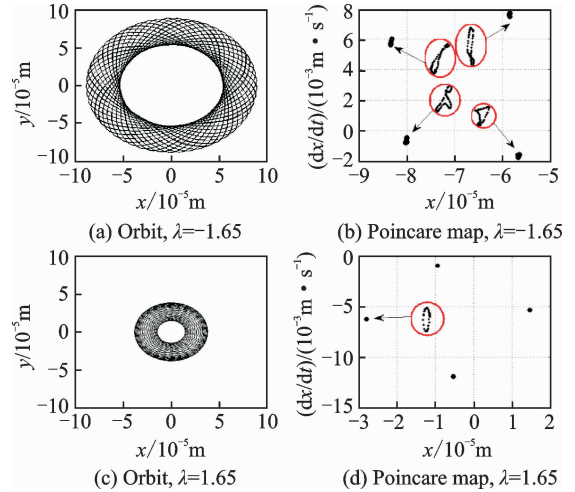 y/10⁻⁵m
10
5
0
−5
−10
−10 −5 0 5 10
x/10⁻⁵m
(a) Orbit, λ=−1.65
(dx/dt)/(10⁻³m • s⁻¹)
8
6
4
2
0
−2
−9 −8 −7 −6 −5
x/10⁻⁵m
(b) Poincare map, λ=−1.65
y/10⁻⁵m
10
5
0
−5
−10
−10 −5 0 5 10
x/10⁻⁵m
(c) Orbit, λ=1.65
(dx/dt)/(10⁻³m • s⁻¹)
0
−5
−10
−15
−3 −2 −1 0 1 2
x/10⁻⁵m
(d) Poincare map, λ=1.65